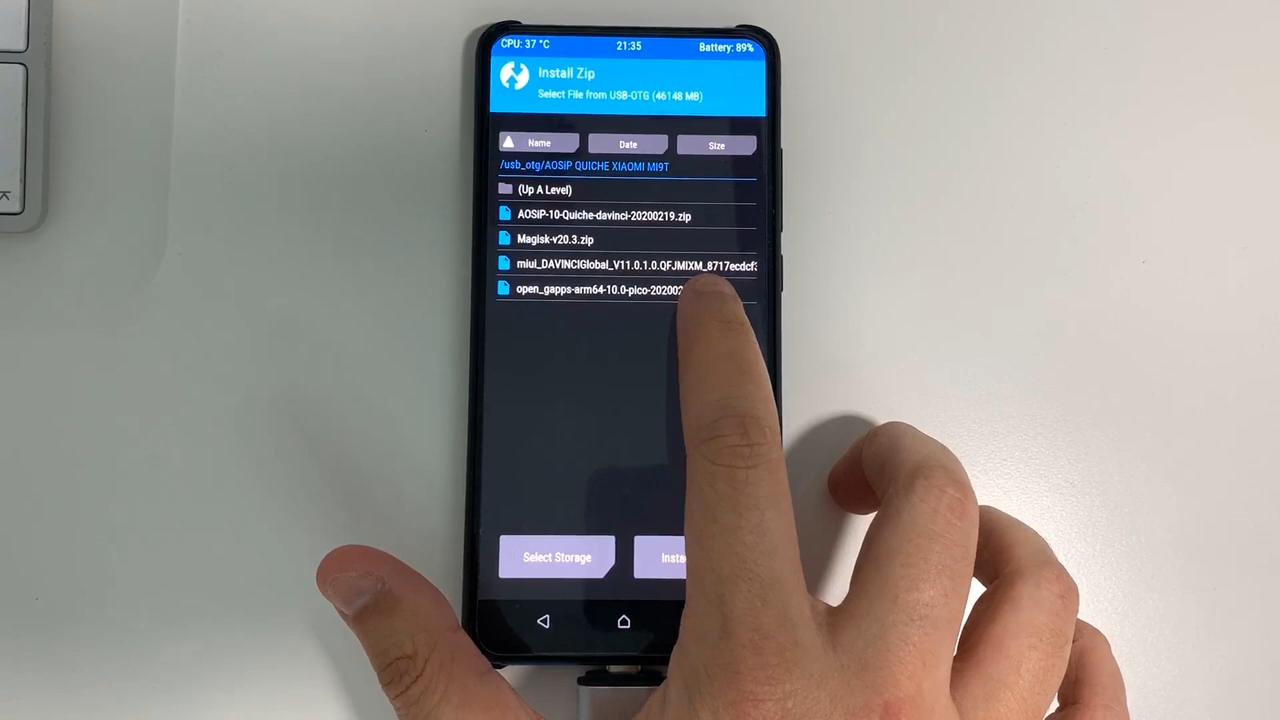 CPU: 37 °C 21:35 Battery: 89%
Install Zip
Select File from USB-OTG (46148 MB)
Name Date Size
/usb_otg/AOSiP QUICHE XIAOMI MI9T
(Up A Level)
AOSiP-10-Quiche-davinci-20200219.zip
Magisk-v20.3.zip
miui_DAVINCIGlobal_V11.0.1.0.QFJMIXM_8717ecdcf
open_gapps-arm64-10.0-pico-20200
Select Storage